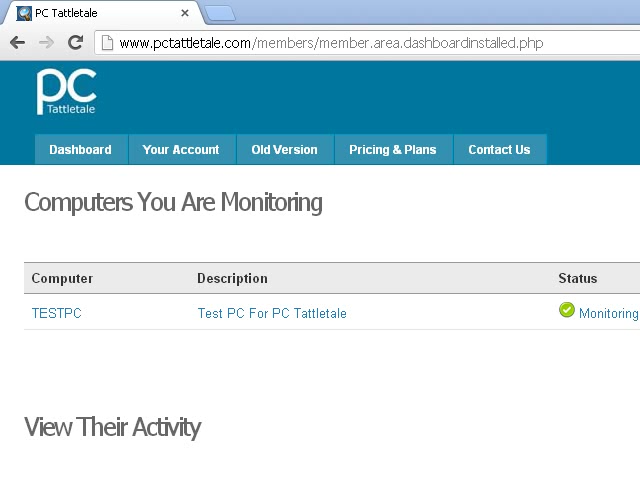 PC Tattletale
www.pctattletale.com/members/member.area.dashboardinstalled.php
pc
Tattletale
Dashboard Your Account Old Version Pricing & Plans Contact Us
Computers You Are Monitoring
Computer Description Status
TESTPC Test PC For PC Tattletale Monitoring
View Their Activity